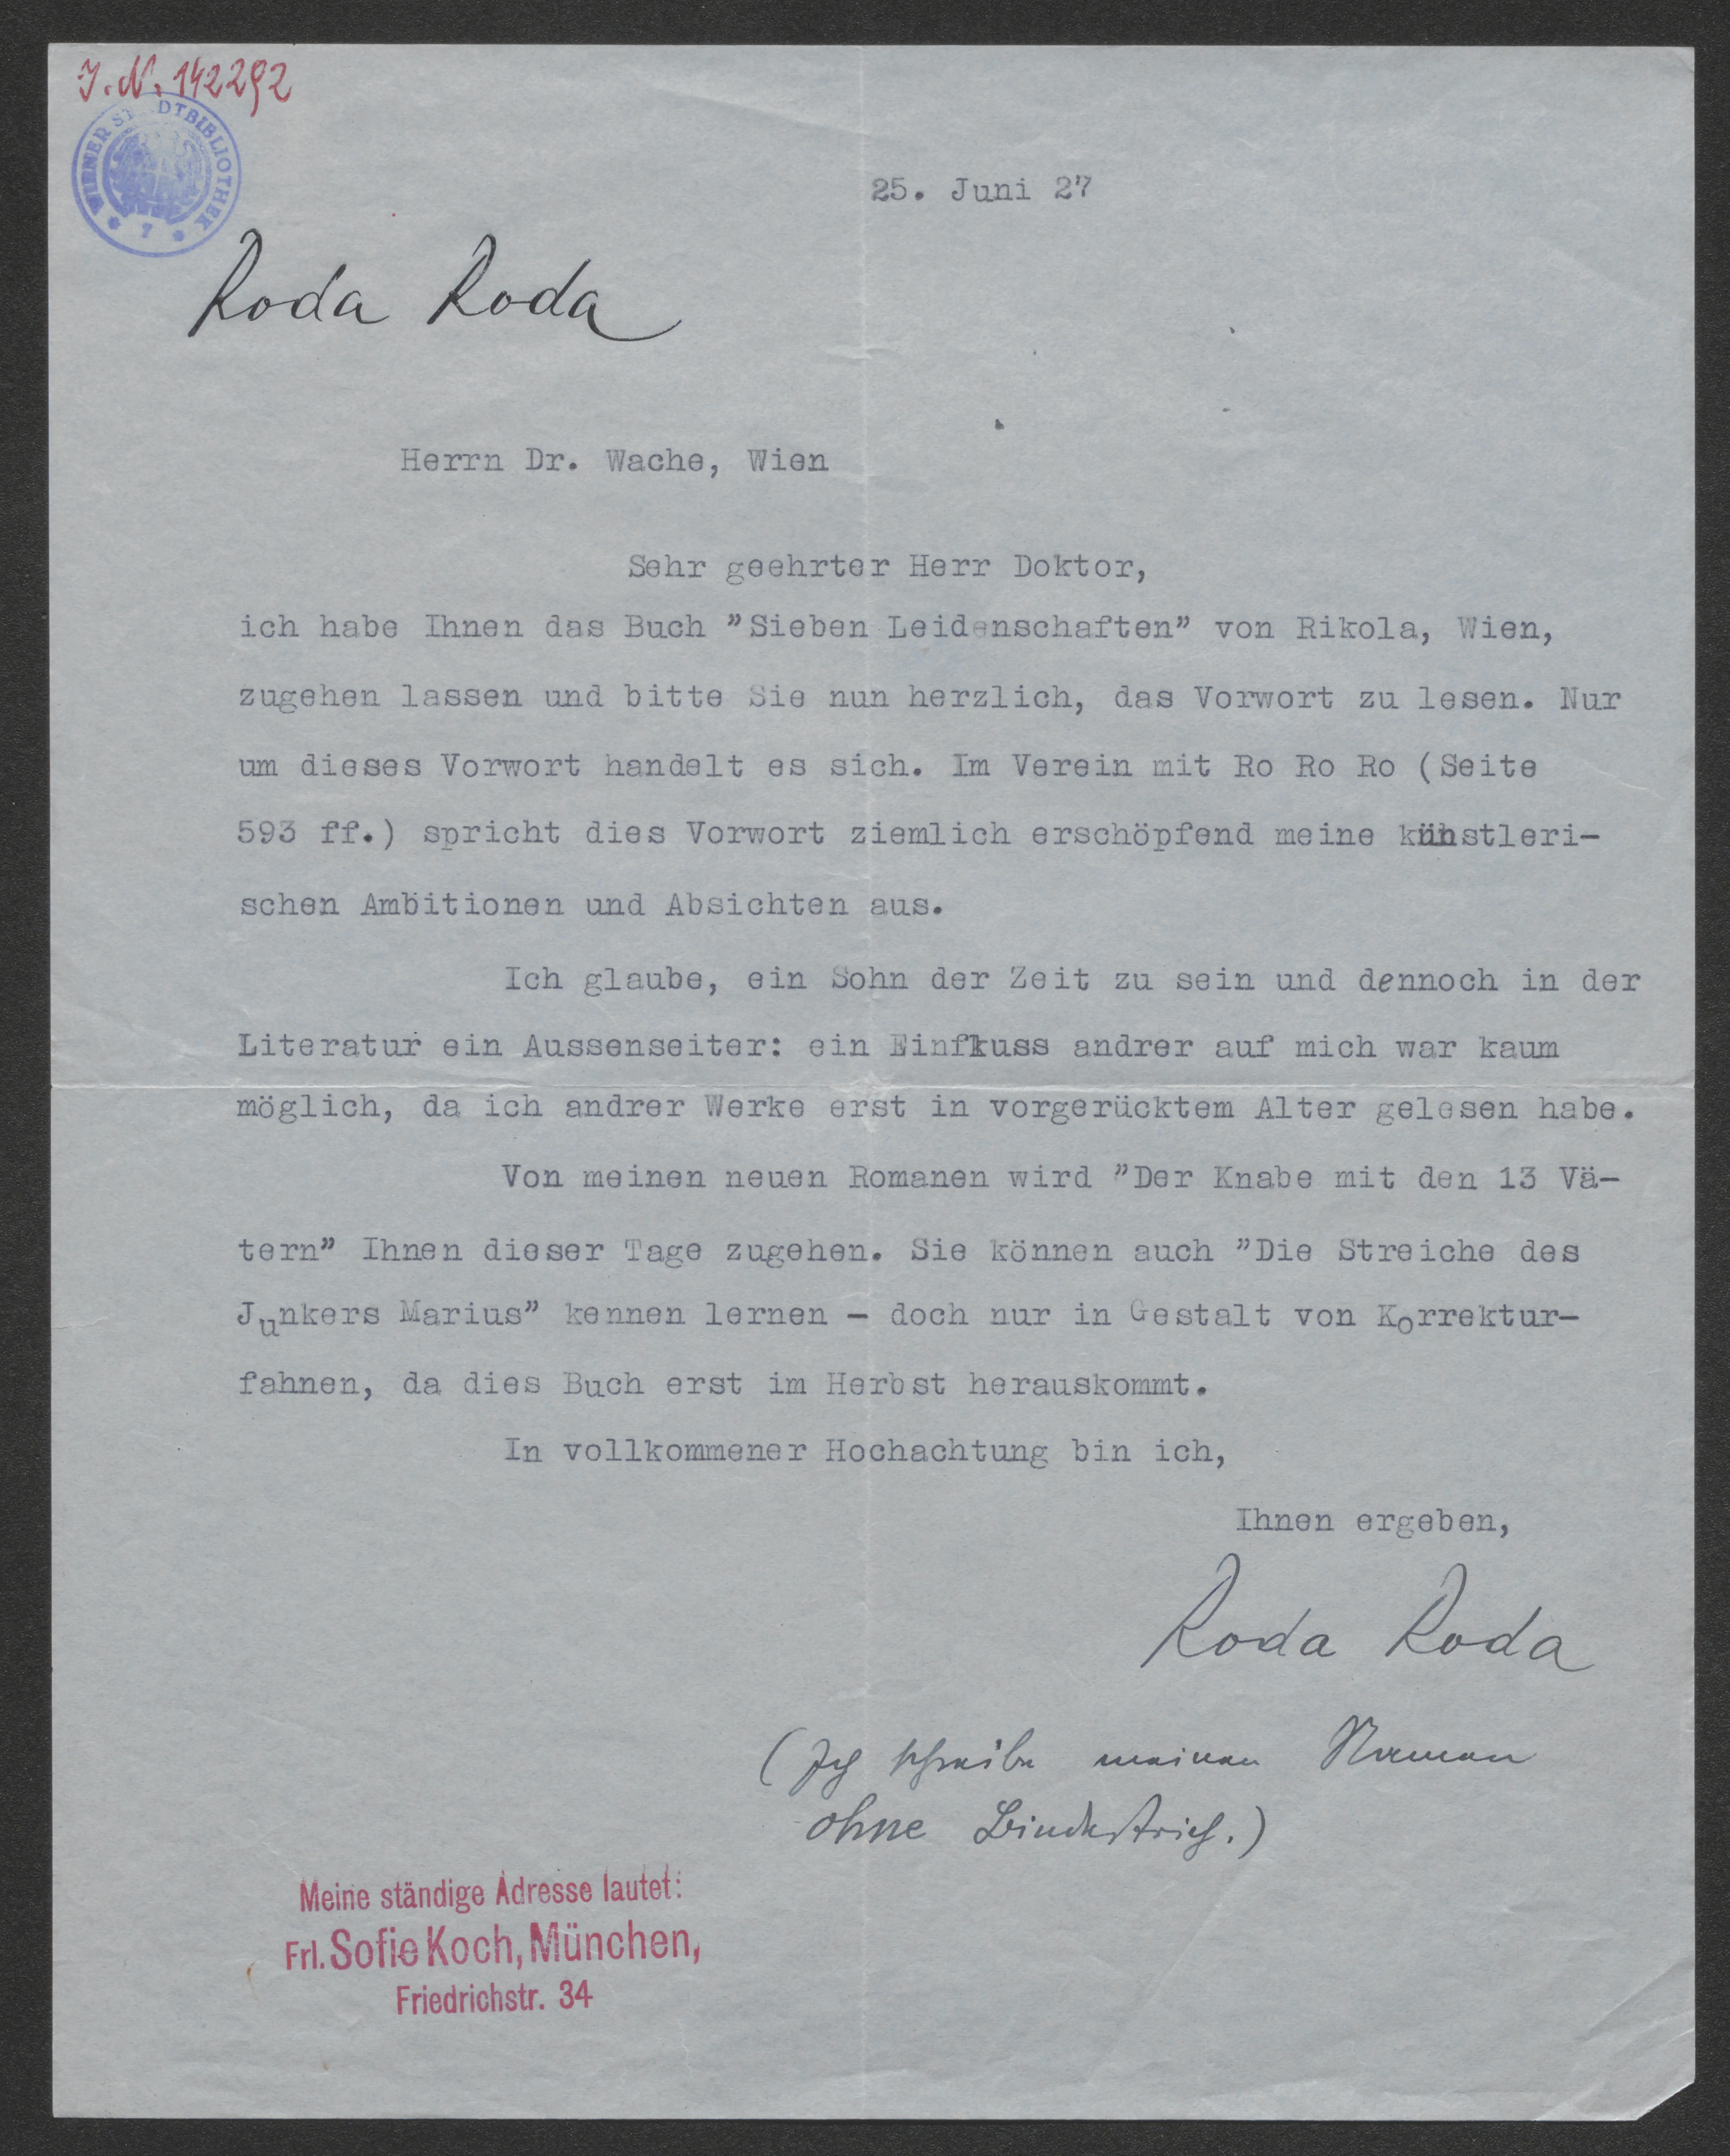 J. N. 142292
WIENER STADTBIBLIOTHEK
25. Juni 27
Roda Roda
Herrn Dr. Wache, Wien
Sehr geehrter Herr Doktor,
ich habe Ihnen das Buch "Sieben Leidenschaften" von Rikola, Wien,
zugehen lassen und bitte Sie nun herzlich, das Vorwort zu lesen. Nur
um dieses Vorwort handelt es sich. Im Verein mit Ro Ro Ro (Seite
593 ff.) spricht dies Vorwort ziemlich erschöpfend meine künstleri-
schen Ambitionen und Absichten aus.
Ich glaube, ein Sohn der Zeit zu sein und dennoch in der
Literatur ein Aussenseiter: ein Einfluss andrer auf mich war kaum
möglich, da ich andrer Werke erst in vorgerücktem Alter gelesen habe.
Von meinen neuen Romanen wird "Der Knabe mit den 13 Vä-
tern" Ihnen dieser Tage zugehen. Sie können auch "Die Streiche des
Junkers Marius" kennen lernen - doch nur in Gestalt von Korrektur-
fahnen, da dies Buch erst im Herbst herauskommt.
In vollkommener Hochachtung bin ich,
Ihnen ergeben,
Roda Roda
(Ich schreibe meinen Namen
ohne Bindestrich.)
Meine ständige Adresse lautet:
Frl. Sofie Koch, München,
Friedrichstr. 34